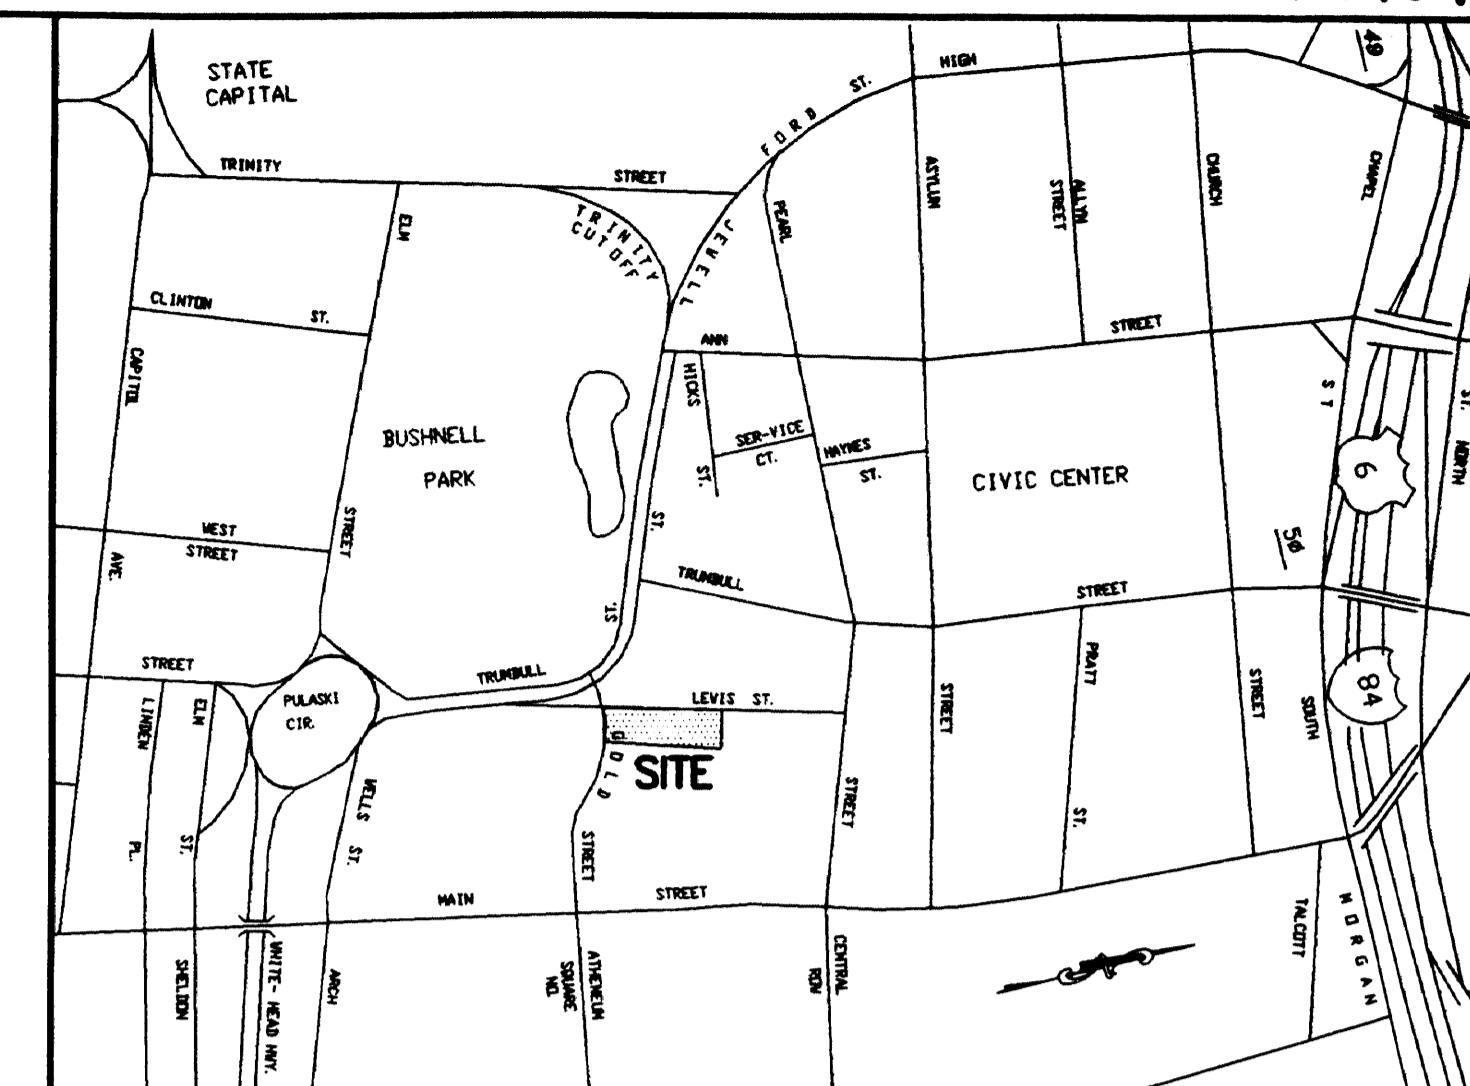 STATE
CAPITAL
TRINITY
STREET
FORD
ST.
HIGH
49
ELM
TRINITY
CUTOFF
JEWELL
PEARL
ASYLUM
ALLYN
STREET
CHURCH
CHAPEL
CLINTON
ST.
CAPITOL
ANN
STREET
HICKS
ST.
SER-VICE
CT.
HAYNES
ST.
BUSHNELL
PARK
CIVIC CENTER
ST
6
ST.
NORTH
50
WEST
STREET
STREET
AVE.
ST.
TRUMBULL
STREET
ST.
STREET
TRUMBULL
PULASKI
CIR.
LEWIS ST.
LINDEN
ELM
PRATT
STREET
STREET
SOUTH
84
GOLD
SITE
WELLS
ST.
STREET
STREET
ST.
PL.
ST.
MAIN
STREET
TALCOTT
MORGAN
SHELDON
WHITE-HEAD HWY.
ARCH
ATHENEUM
SQUARE
NO.
CENTRAL
ROW